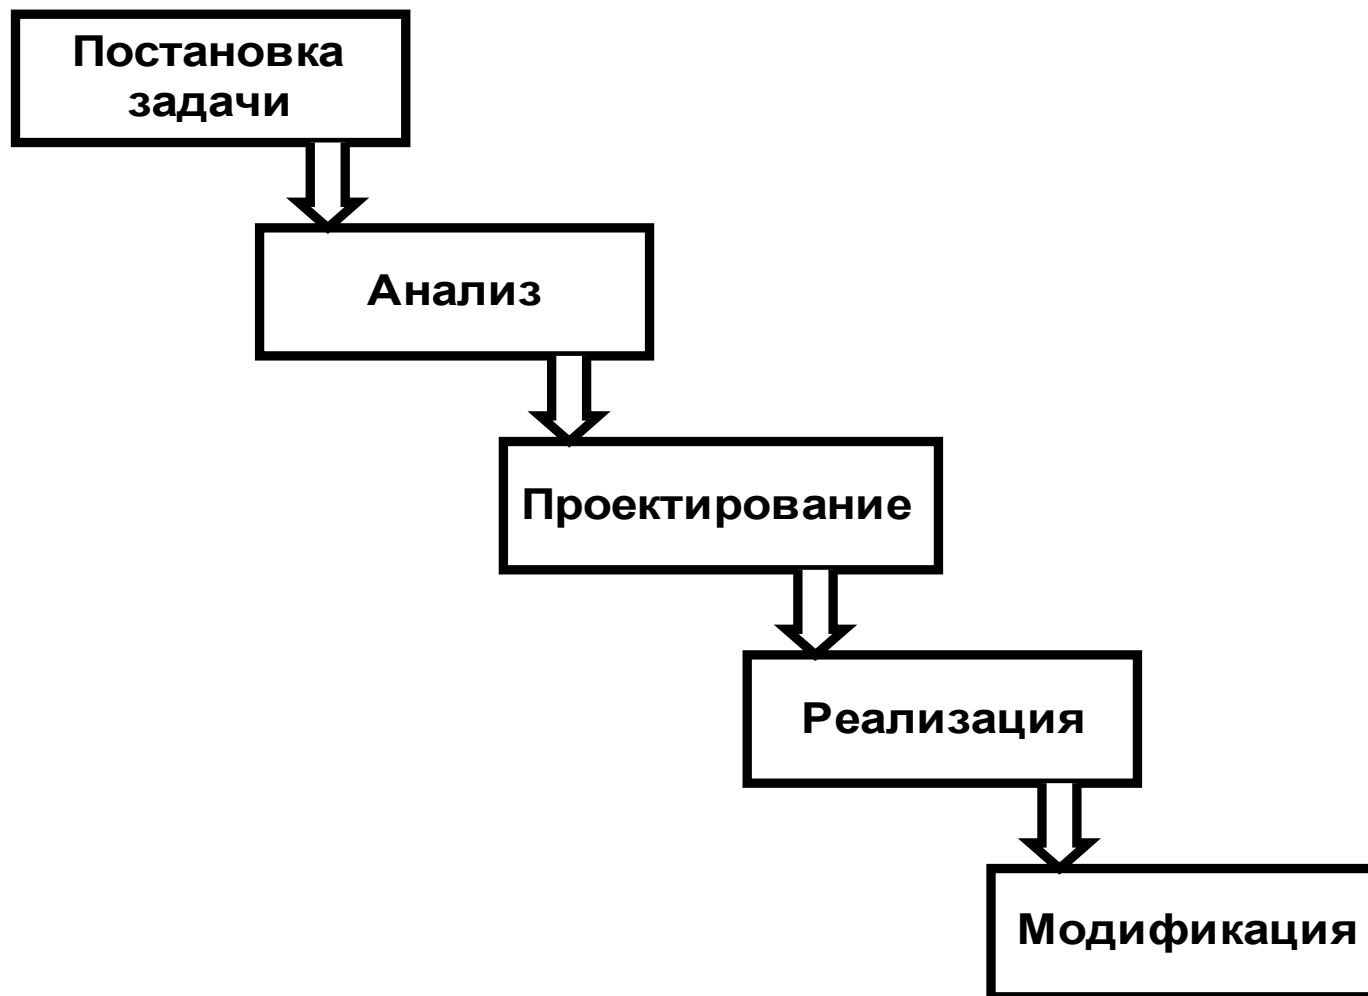 Постановка
задачи
Анализ
Проектирование
Реализация
Модификация